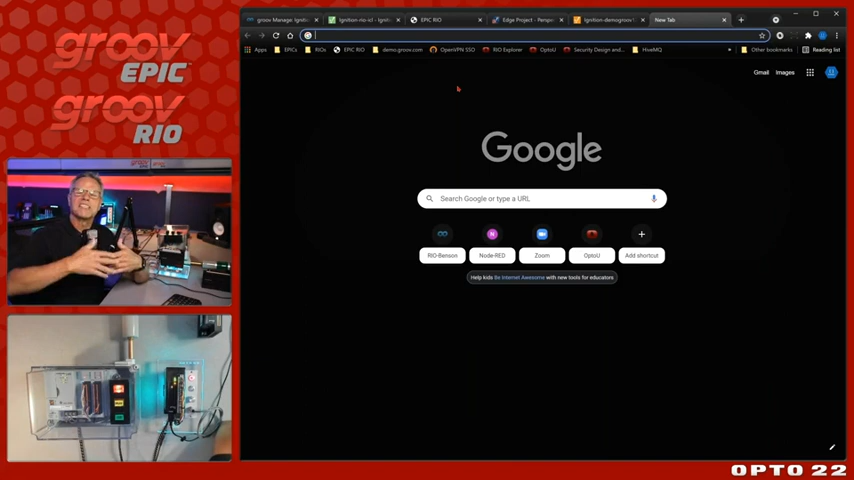 groov
EPIC
groov
RIO
groov Manage: Ignition
Ignition-rio-icf - Igniti
EPIC RIO
Edge Project - Perspe
Ignition-demogroov1
New Tab
Apps
EPICs
RIOs
EPIC RIO
demo.groov.com
OpenVPN SSO
RIO Explorer
OptoU
Security Design and...
HiveMQ
»
Other bookmarks
Reading list
Gmail
Images
Google
Search Google or type a URL
RIO-Benson
Node-RED
Zoom
OptoU
Add shortcut
Help kids Be Internet Awesome with new tools for educators
OPTO 22